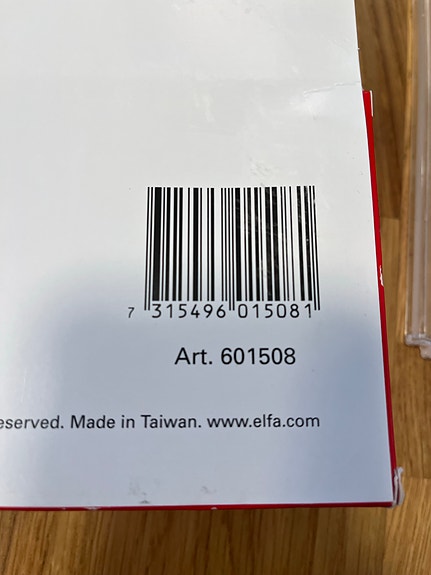 7 315496 015081
Art. 601508
eserved. Made in Taiwan. www.elfa.com